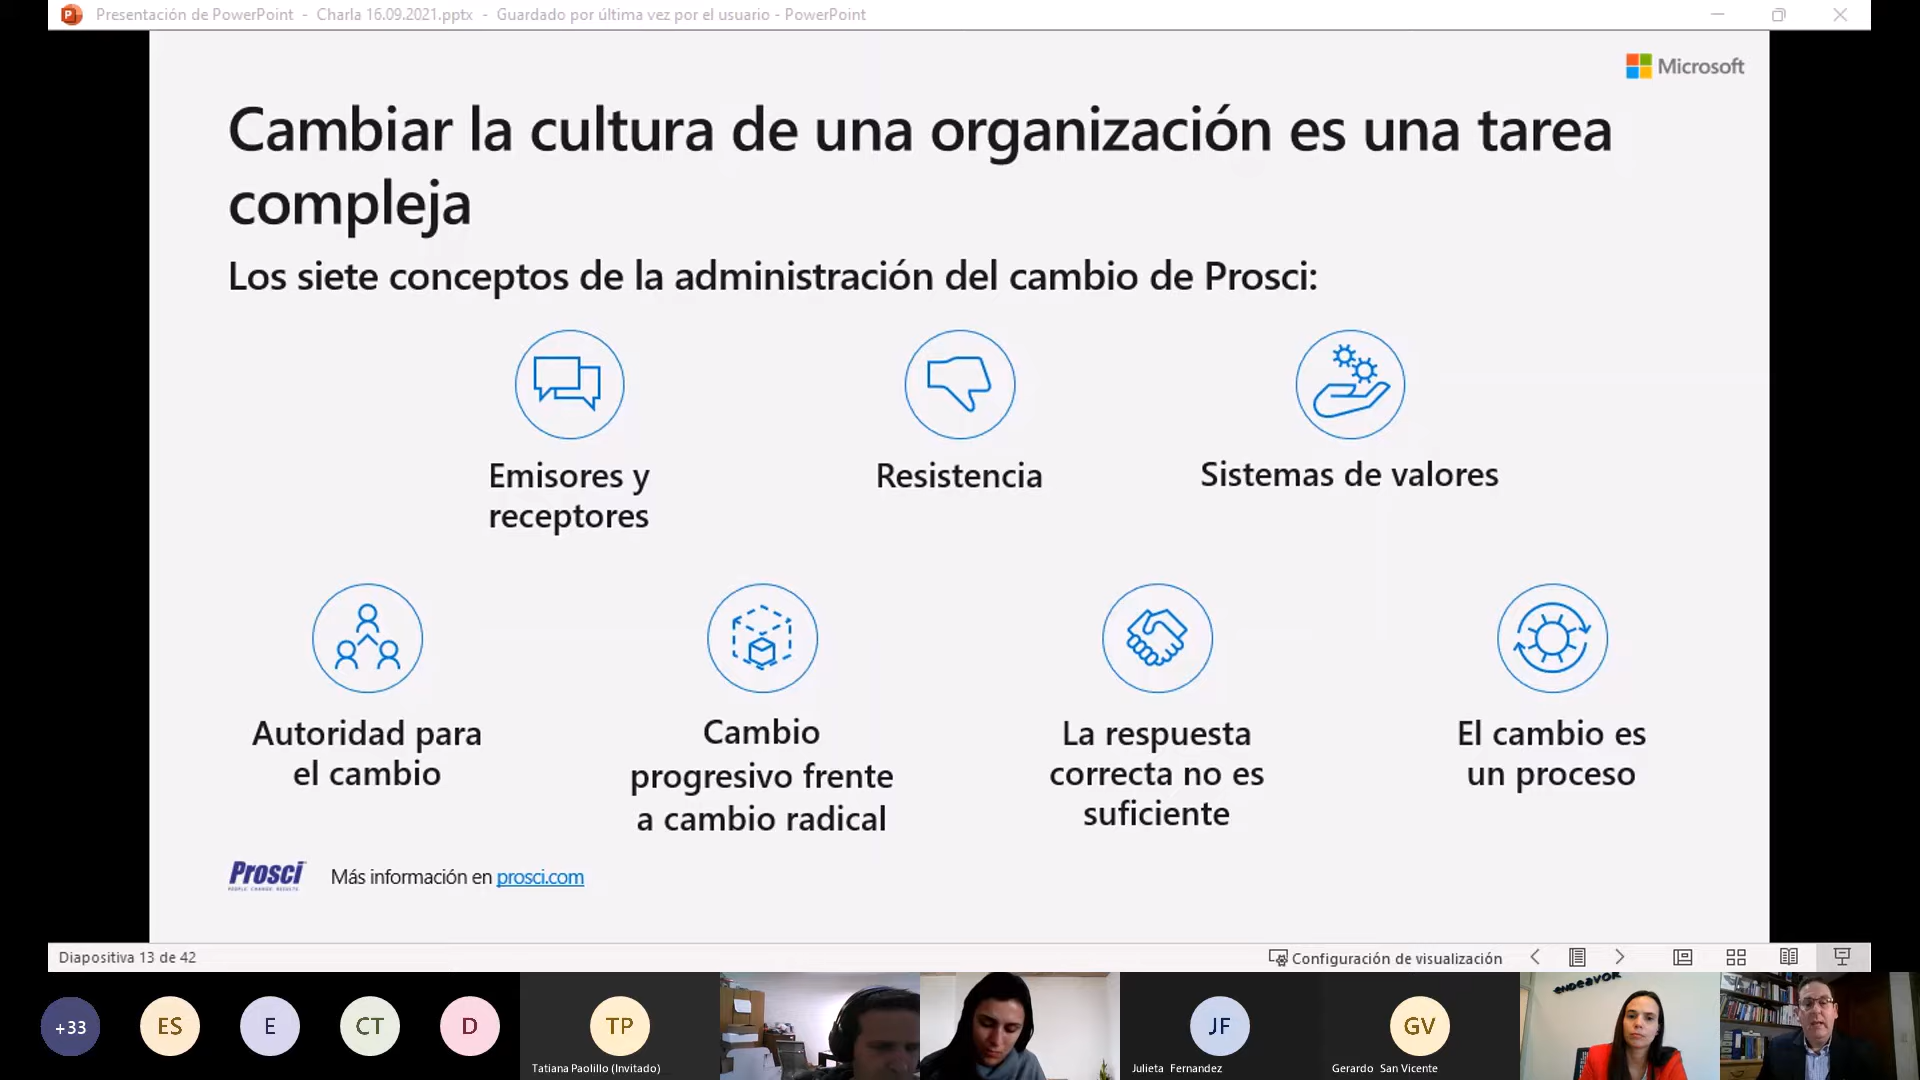 Presentación de PowerPoint - Charla 16.09.2021.pptx - Guardado por última vez por el usuario - PowerPoint
Microsoft
Cambiar la cultura de una organización es una tarea
compleja
Los siete conceptos de la administración del cambio de Prosci:
Emisores y
receptores
Resistencia
Sistemas de valores
Autoridad para
el cambio
Cambio
progresivo frente
a cambio radical
La respuesta
correcta no es
suficiente
El cambio es
un proceso
Prosci
PEOPLE. CHANGE. RESULTS.
Más información en prosci.com
Diapositiva 13 de 42
Configuración de visualización
+33
ES
E
CT
D
TP
Tatiana Paolillo (Invitado)
JF
Julieta Fernandez
GV
Gerardo San Vicente
endeavor